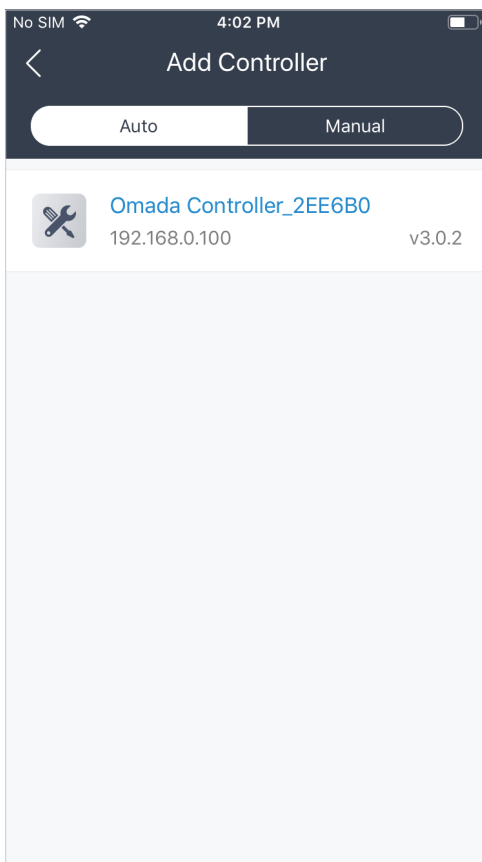 No SIM 4:02 PM
Add Controller
Auto Manual
Omada Controller_2EE6B0
192.168.0.100 v3.0.2